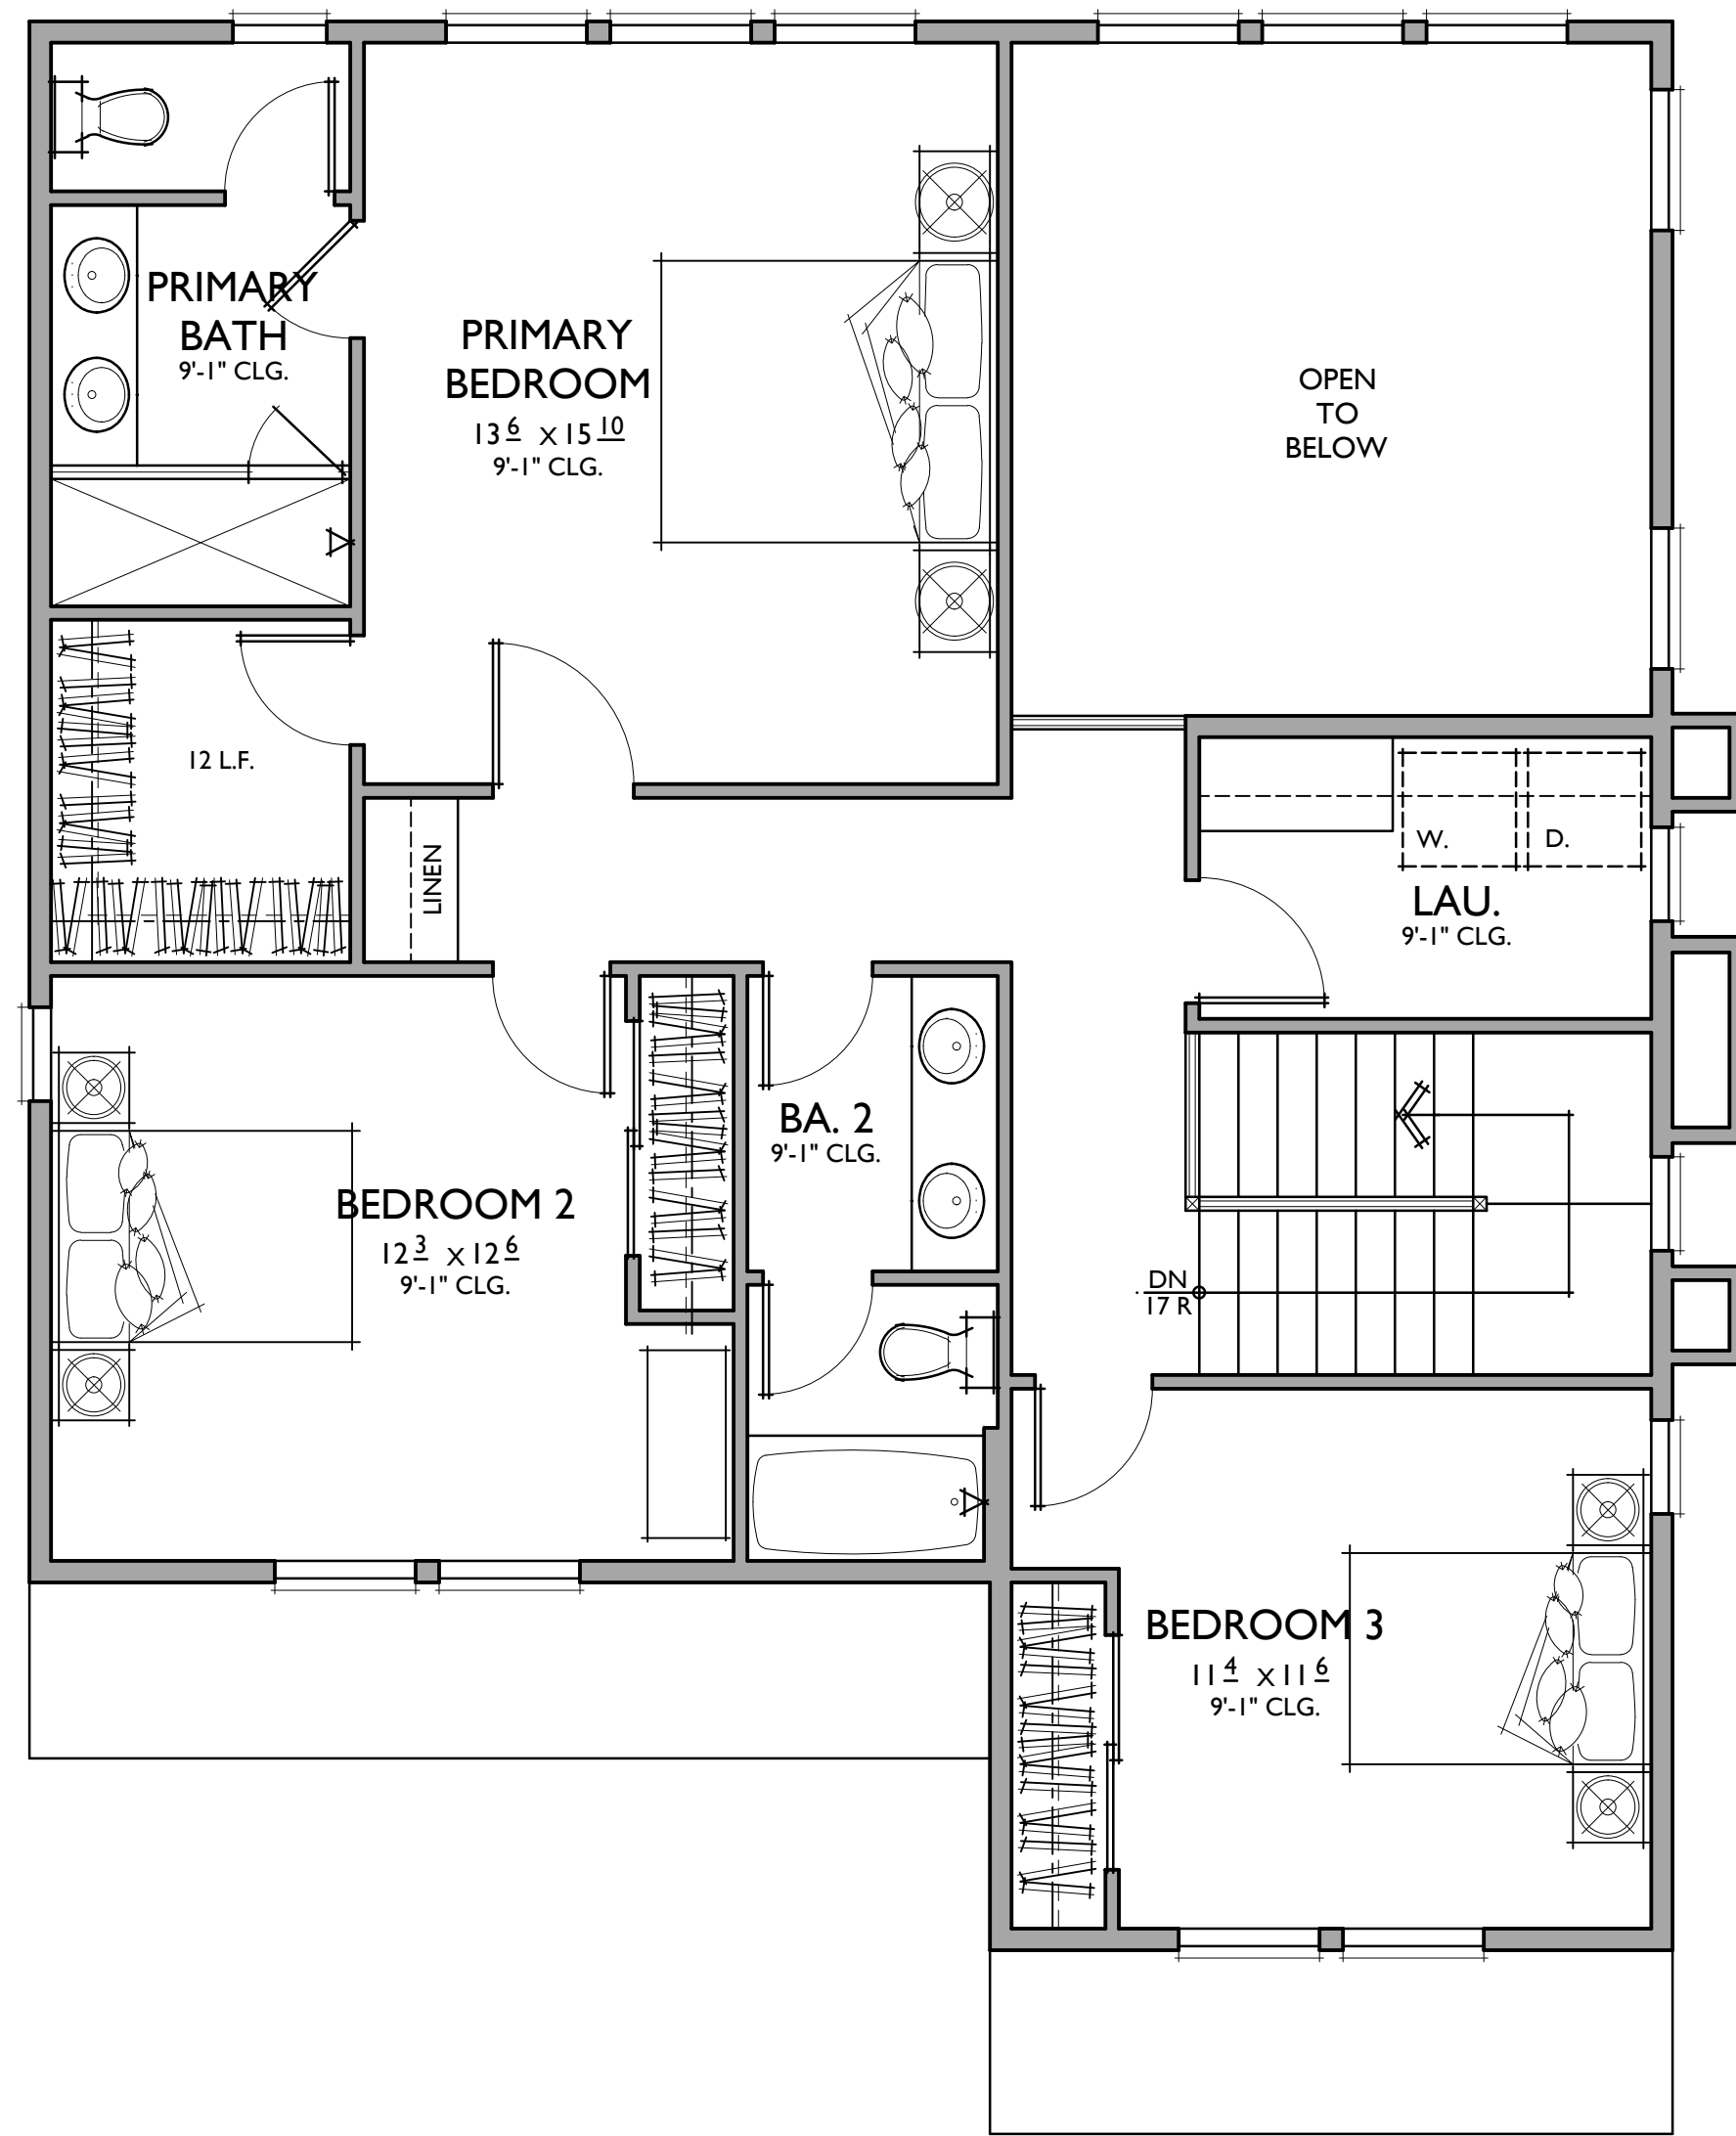 PRIMARY
BATH
9'-1" CLG.
PRIMARY
BEDROOM
13 6 X 15 10
9'-1" CLG.
OPEN
TO
BELOW
12 L.F.
LINEN
W.
D.
LAU.
9'-1" CLG.
BA. 2
9'-1" CLG.
BEDROOM 2
12 3 X 12 6
9'-1" CLG.
DN
17 R
BEDROOM 3
11 4 X 11 6
9'-1" CLG.